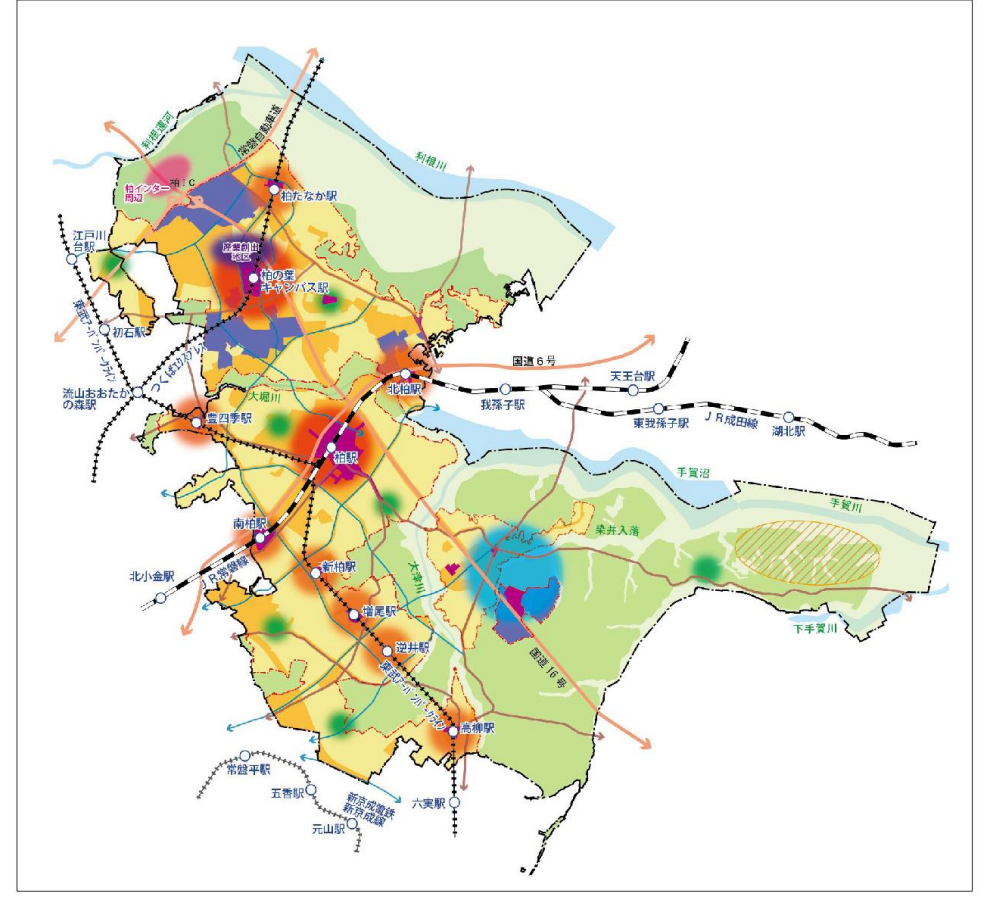 常磐自動車道
利根運河
利根川
柏IC
柏インター
周辺
柏たなか駅
江戸川
台駅
産業創出
地区
柏の葉
キャンパス駅
東武アーバンパークライン
初石駅
つくばエクスプレス
国道6号
流山おおたか
の森駅
大堀川
北柏駅
我孫子駅
天王台駅
東我孫子駅
JR成田線
湖北駅
豊四季駅
柏駅
手賀沼
手賀川
南柏駅
染井入落
北小金駅
JR常磐線
新柏駅
大津川
増尾駅
下手賀川
逆井駅
国道16号
東武アーバンパークライン
高柳駅
常盤平駅
五香駅
新京成電鉄
新京成線
六実駅
元山駅